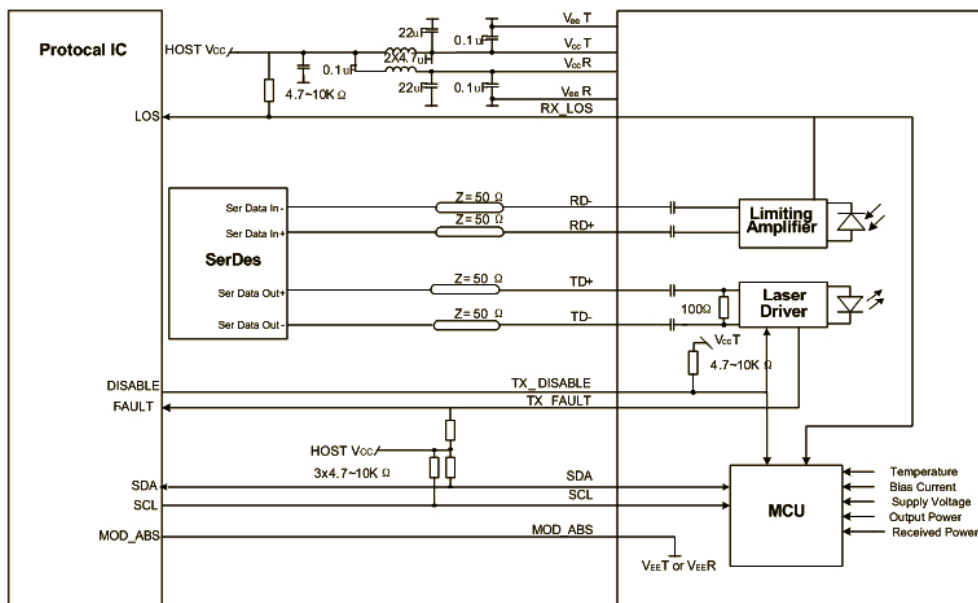 Protocal IC
HOST Vcc
22uF
0.1uF
VeeT
VccT
2X4.7uH
0.1uF
VccR
4.7~10K Ω
22uF
0.1uF
VeeR
LOS
RX_LOS
Z=50 Ω
RD-
Ser Data In-
Z=50 Ω
RD+
Ser Data In+
Limiting
Amplifier
SerDes
Z=50 Ω
TD+
Ser Data Out+
100Ω
Laser
Driver
Z=50 Ω
TD-
Ser Data Out-
VccT
4.7~10K Ω
DISABLE
TX_DISABLE
FAULT
TX_FAULT
HOST Vcc
3x4.7~10K Ω
SDA
SDA
SCL
SCL
MCU
Temperature
Bias Current
Supply Voltage
Output Power
Received Power
MOD_ABS
MOD_ABS
VEET or VEER